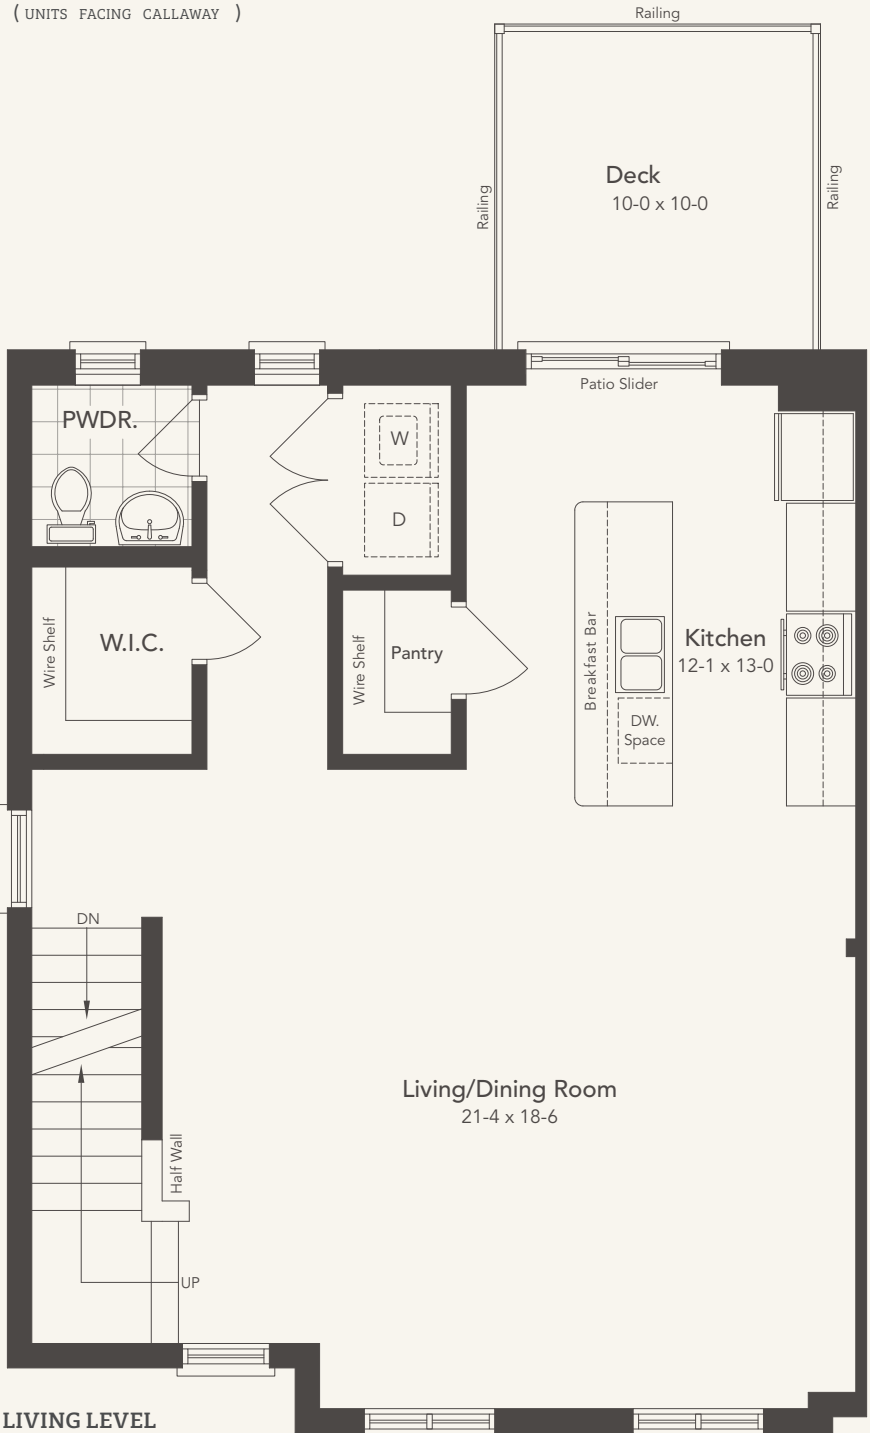 ( UNITS FACING CALLAWAY )
Railing
Deck
10-0 x 10-0
Railing
Railing
Patio Slider
PWDR.
W
D
Wire Shelf
W.I.C.
Wire Shelf
Pantry
Breakfast Bar
Kitchen
12-1 x 13-0
DW.
Space
DN
Living/Dining Room
21-4 x 18-6
Half Wall
UP
LIVING LEVEL